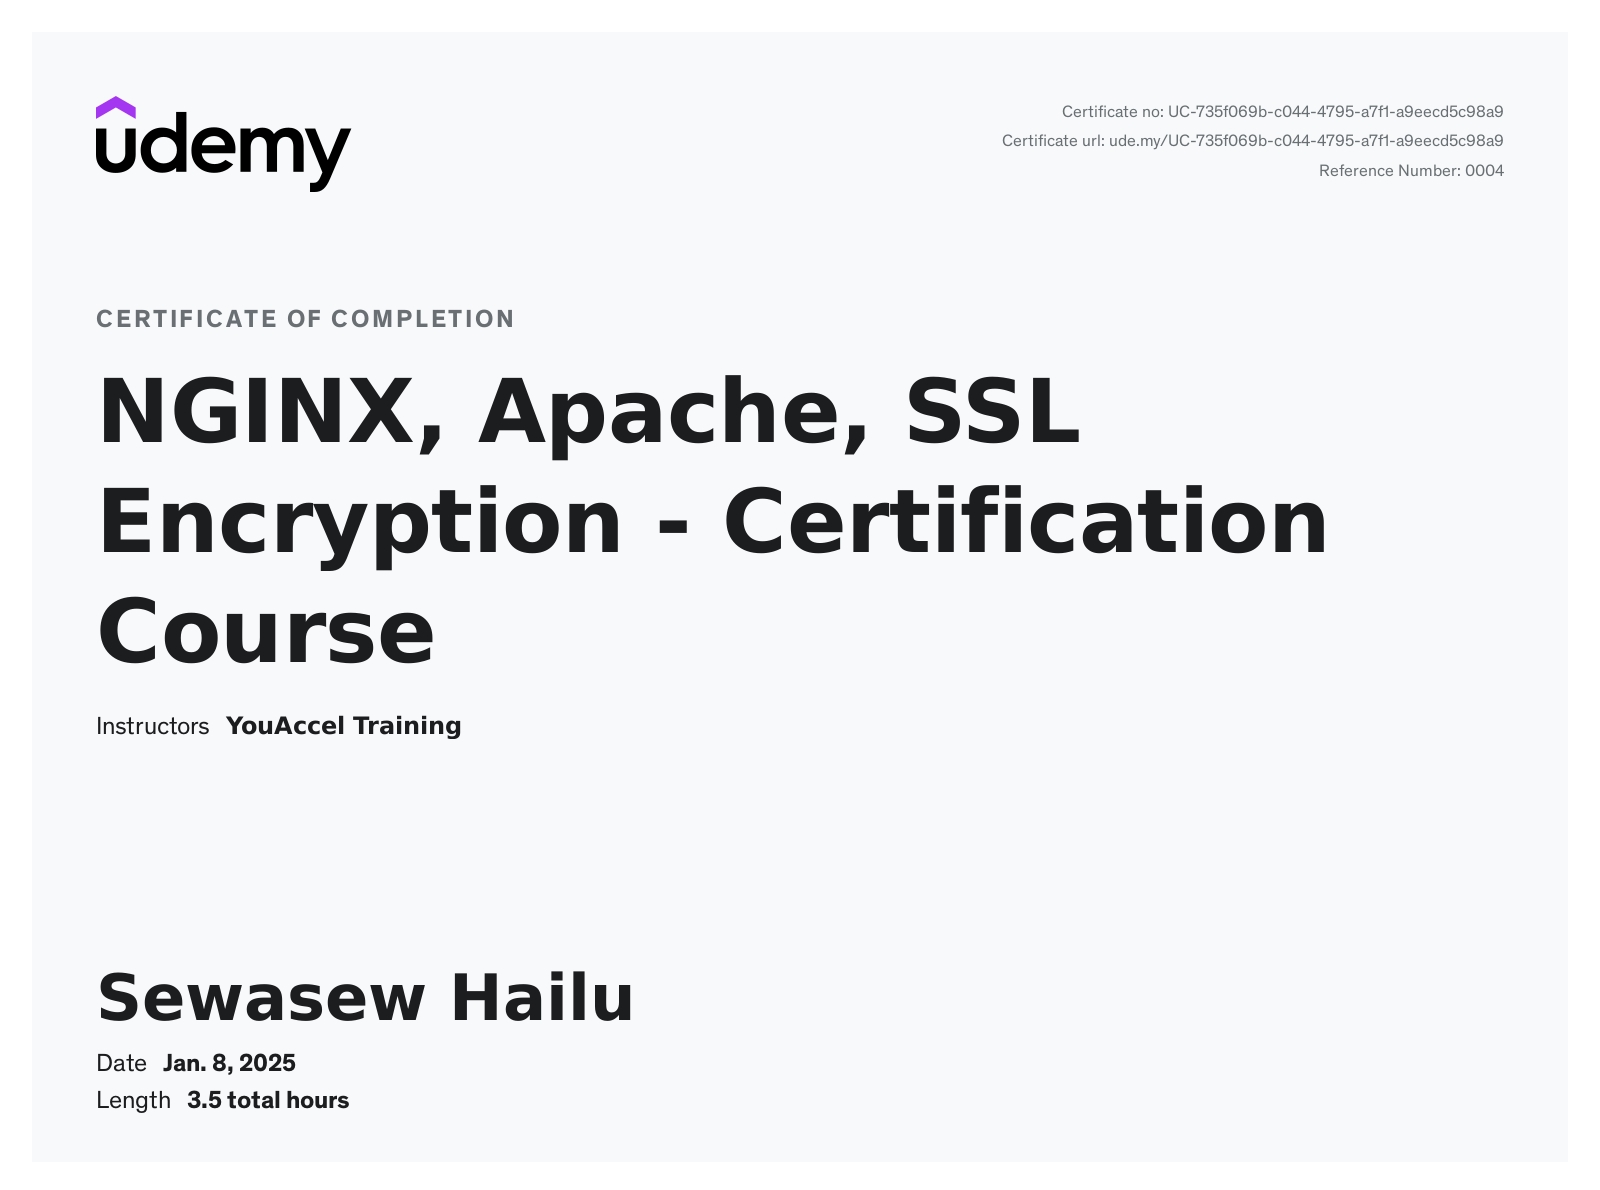 udemy
Certificate no: UC-735f069b-c044-4795-a7f1-a9eecd5c98a9
Certificate url: ude.my/UC-735f069b-c044-4795-a7f1-a9eecd5c98a9
Reference Number: 0004
CERTIFICATE OF COMPLETION
NGINX, Apache, SSL
Encryption - Certification
Course
Instructors YouAccel Training
Sewasew Hailu
Date Jan. 8, 2025
Length 3.5 total hours